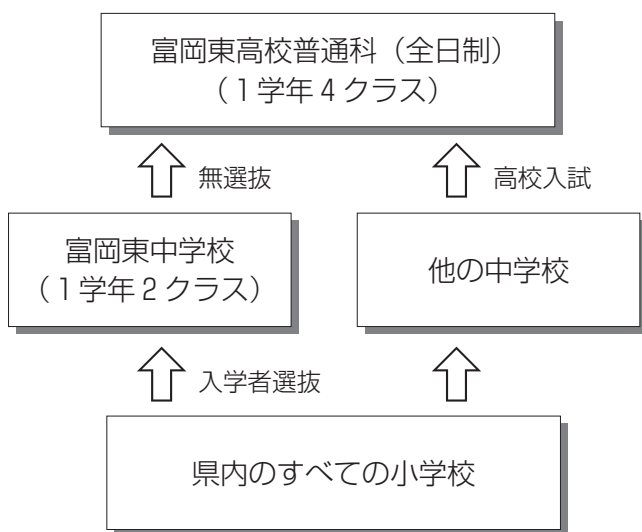 富岡東高校普通科（全日制）
（１学年４クラス）
無選抜
高校入試
富岡東中学校
（１学年２クラス）
他の中学校
入学者選抜
県内のすべての小学校